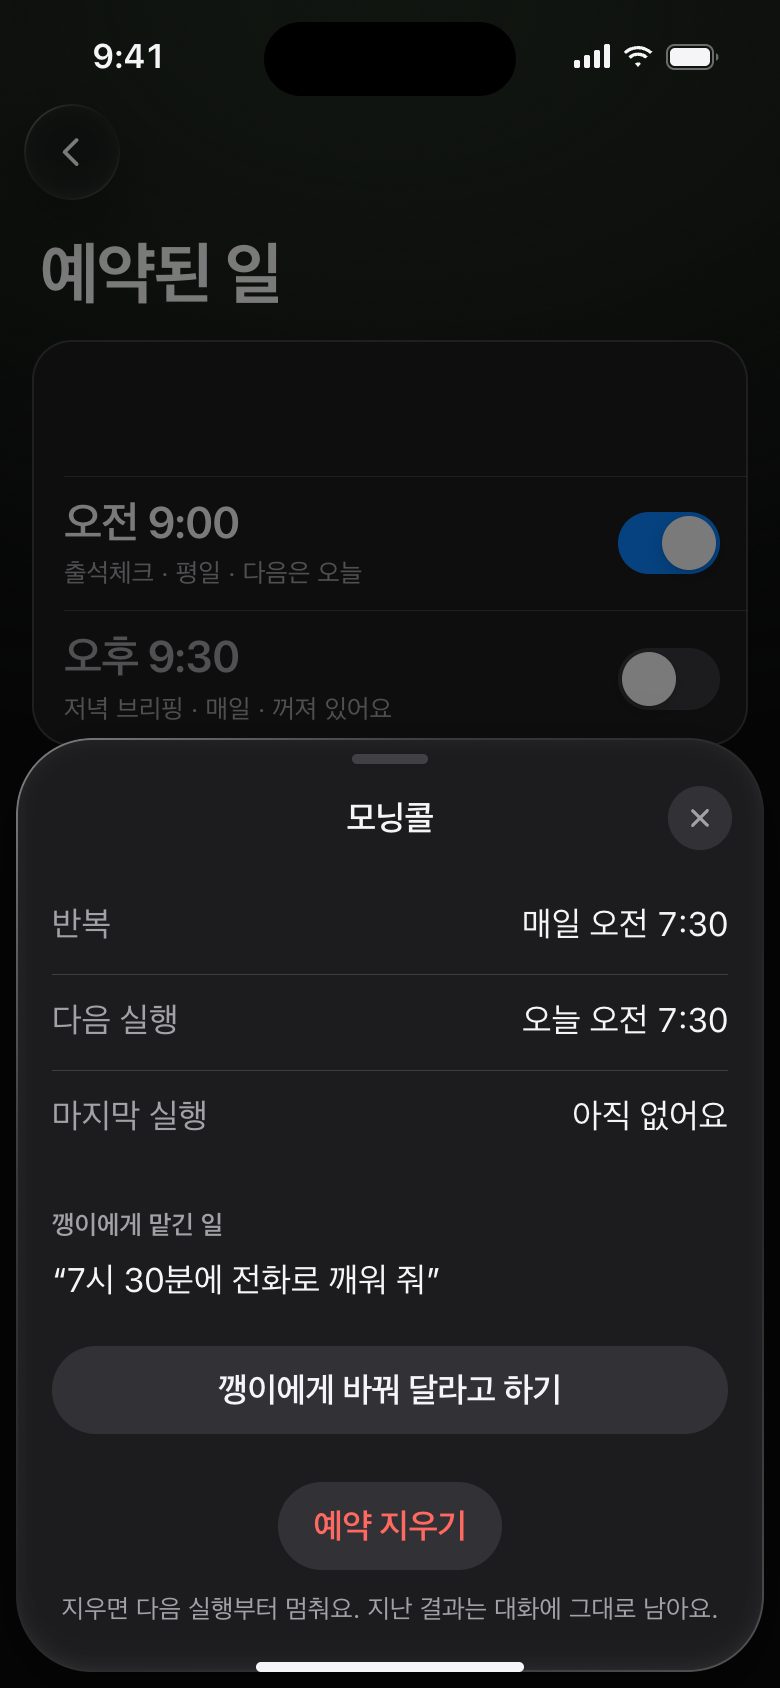 9:41
예약된 일
오전 9:00
출석체크 · 평일 · 다음은 오늘
오후 9:30
저녁 브리핑 · 매일 · 꺼져 있어요
모닝콜
반복 매일 오전 7:30
다음 실행 오늘 오전 7:30
마지막 실행 아직 없어요
깽이에게 맡긴 일
“7시 30분에 전화로 깨워 줘”
깽이에게 바꿔 달라고 하기
예약 지우기
지우면 다음 실행부터 멈춰요. 지난 결과는 대화에 그대로 남아요.